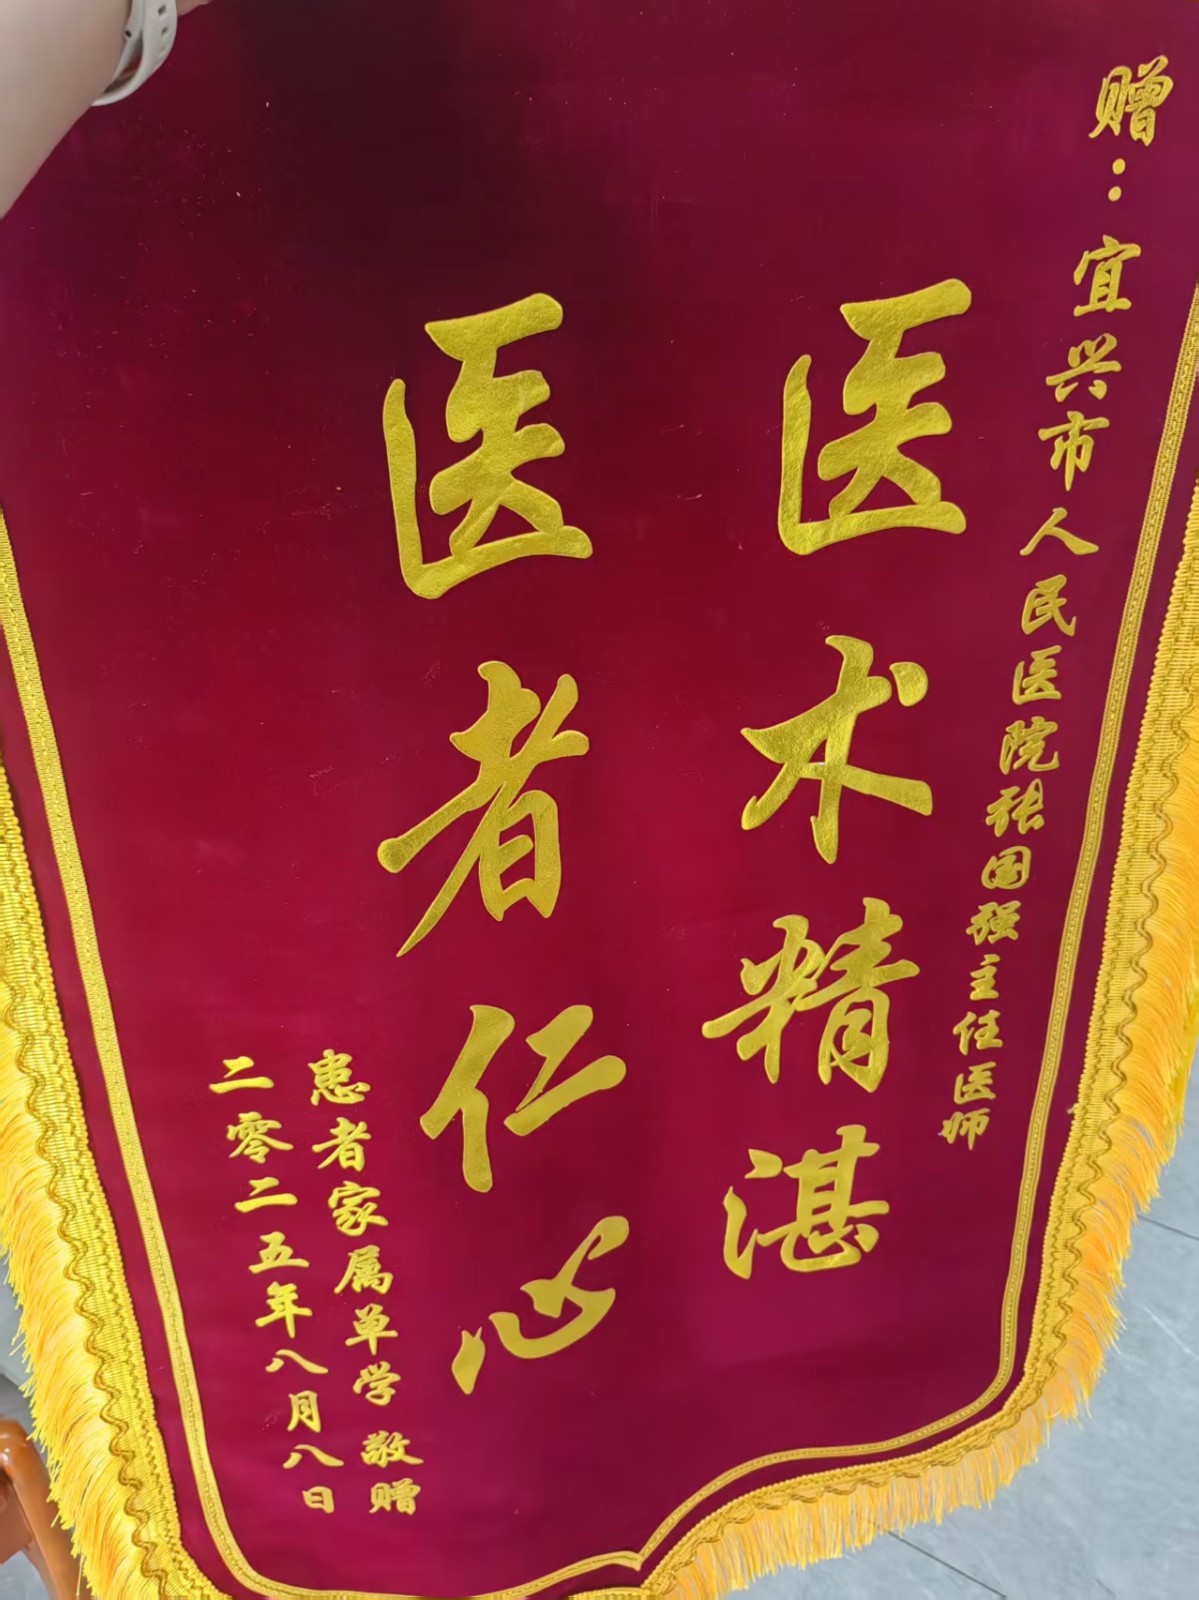 赠：宜兴市人民医院张国强主任医师
医术精湛
医者仁心
患者家属单学 敬赠
二零二五年八月八日